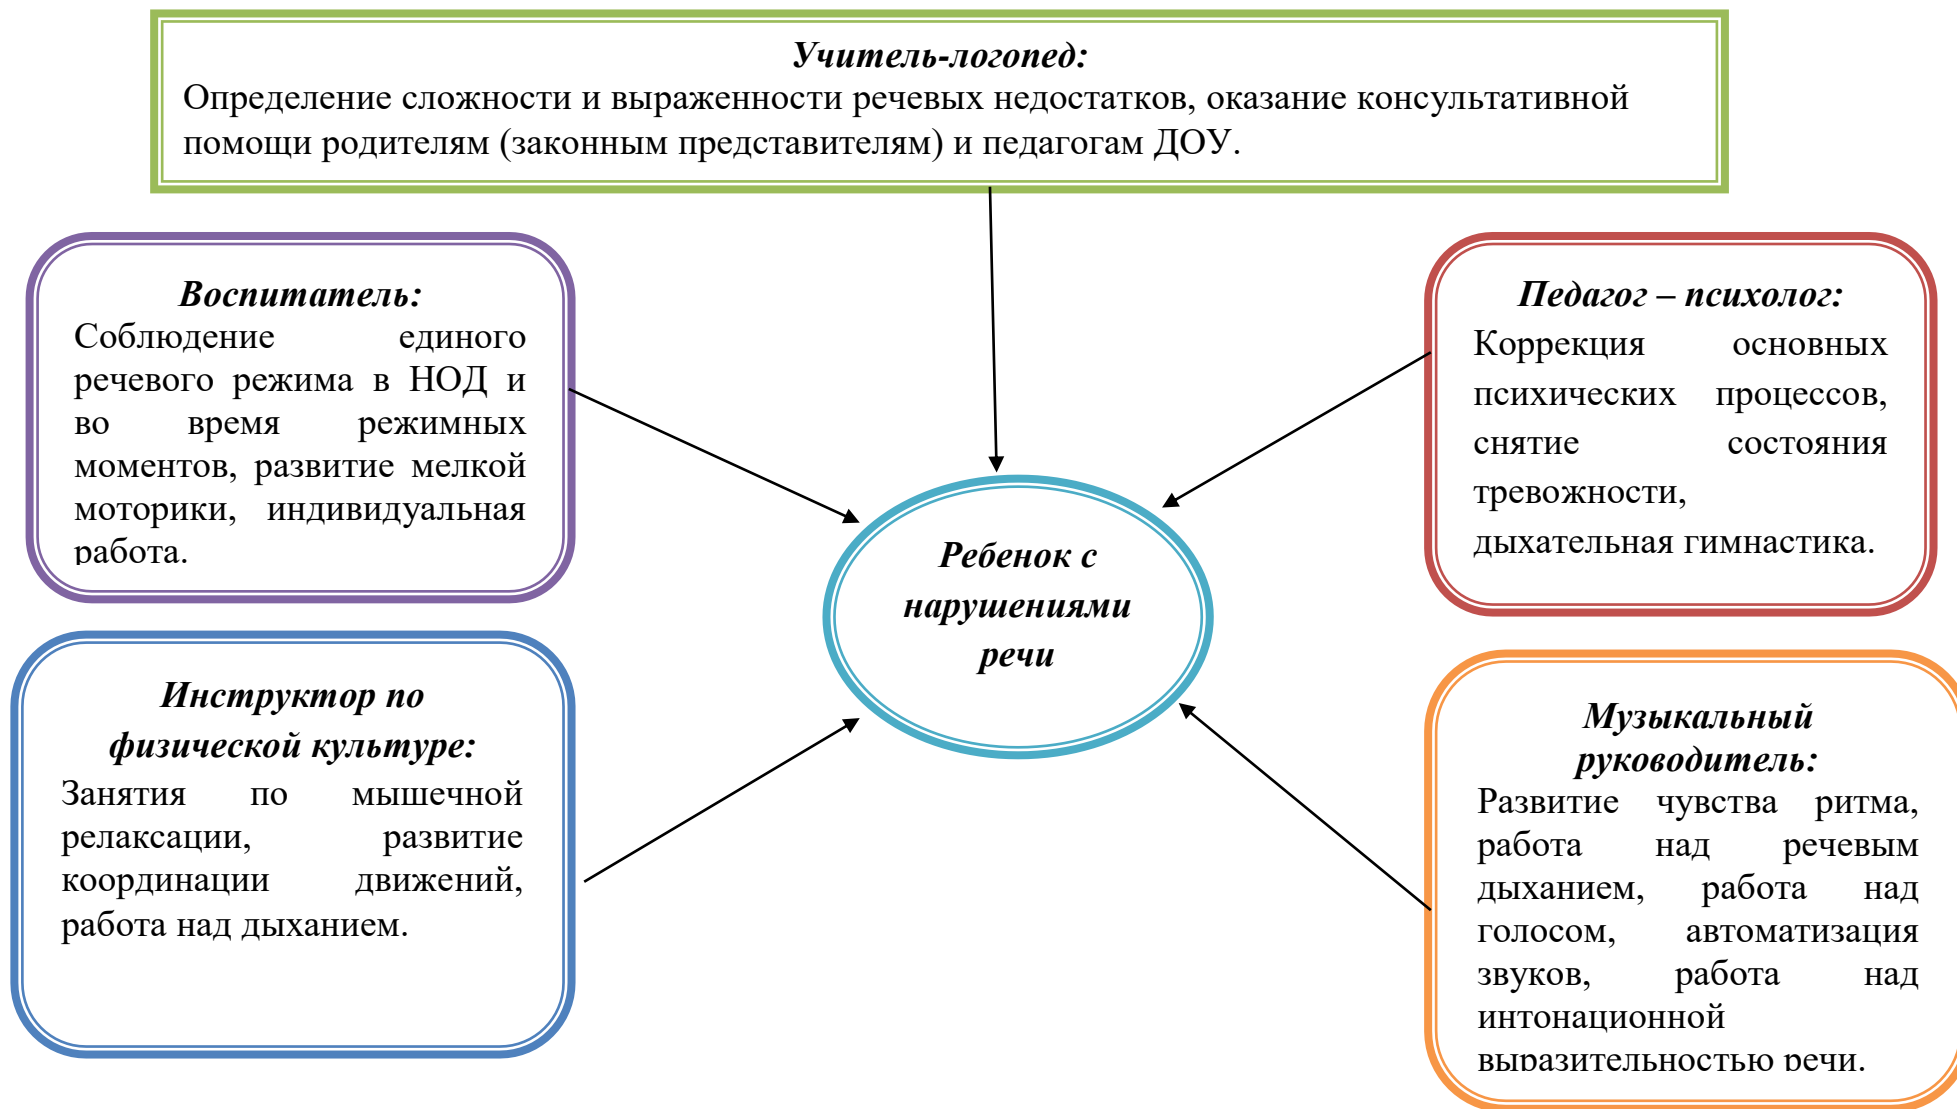 Учитель-логопед:
Определение сложности и выраженности речевых недостатков, оказание консультативной
помощи родителям (законным представителям) и педагогам ДОУ.
Воспитатель:
Соблюдение единого
речевого режима в НОД и
во время режимных
моментов, развитие мелкой
моторики, индивидуальная
работа.
Педагог – психолог:
Коррекция основных
психических процессов,
снятие состояния
тревожности,
дыхательная гимнастика.
Ребенок с
нарушениями
речи
Инструктор по
физической культуре:
Занятия по мышечной
релаксации, развитие
координации движений,
работа над дыханием.
Музыкальный
руководитель:
Развитие чувства ритма,
работа над речевым
дыханием, работа над
голосом, автоматизация
звуков, работа над
интонационной
выразительностью речи.